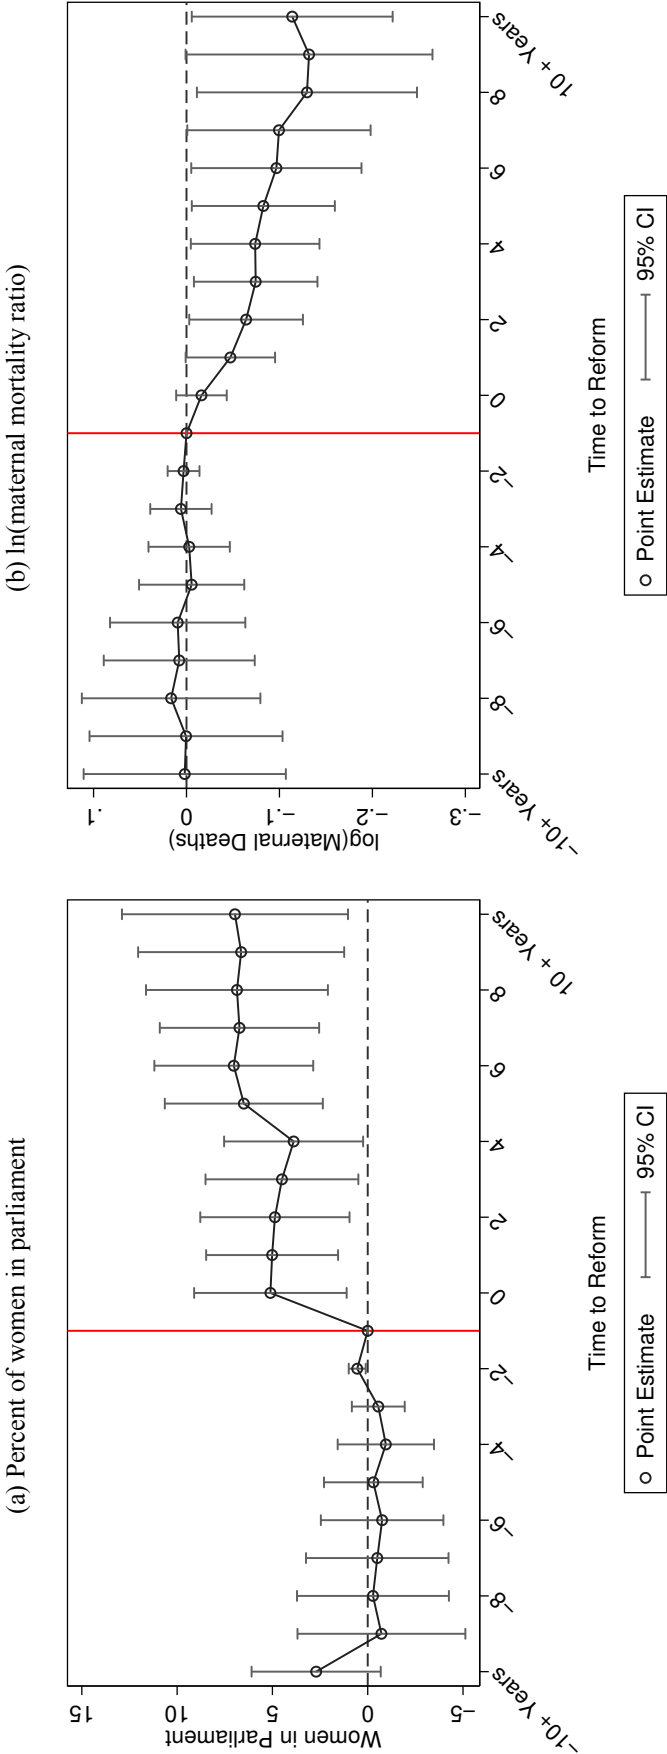 (a) Percent of women in parliament
Women in Parliament
15
10
5
0
−5
−10+ Years
−8
−6
−4
−2
0
2
4
6
8
10 + Years
Time to Reform
Point Estimate
95% CI
(b) ln(maternal mortality ratio)
log(Maternal Deaths)
.1
0
−.1
−.2
−.3
−10+ Years
−8
−6
−4
−2
0
2
4
6
8
10 + Years
Time to Reform
Point Estimate
95% CI